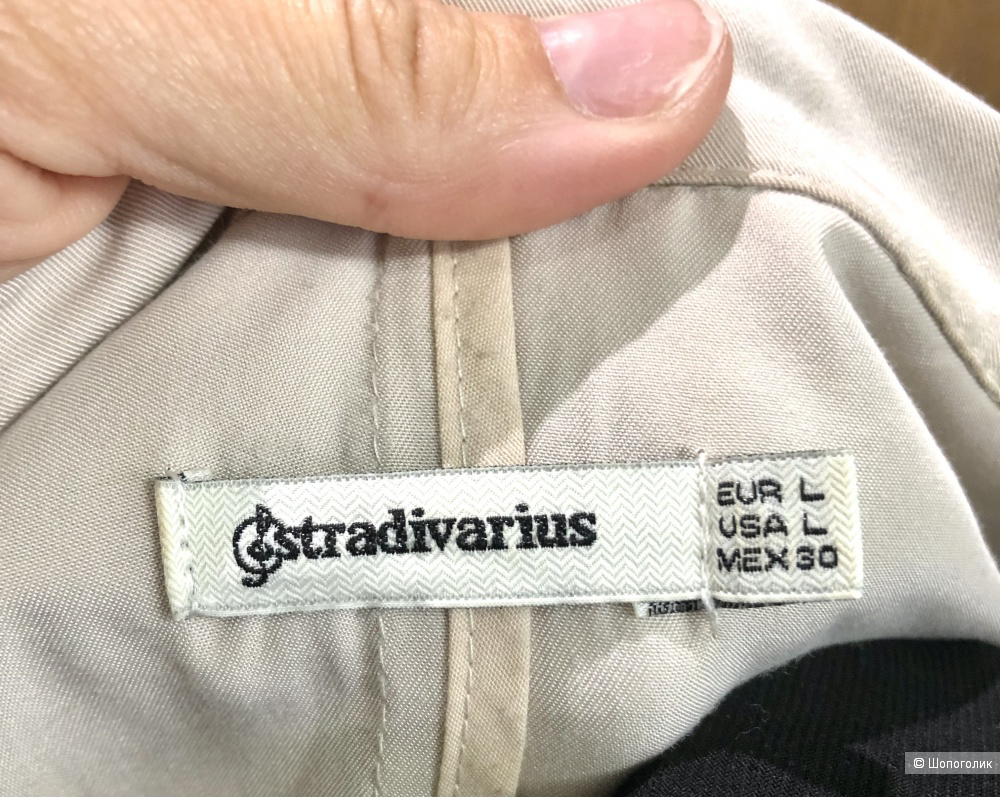 stradivarius
EUR L
USA L
MEX 30
© Шопоголик